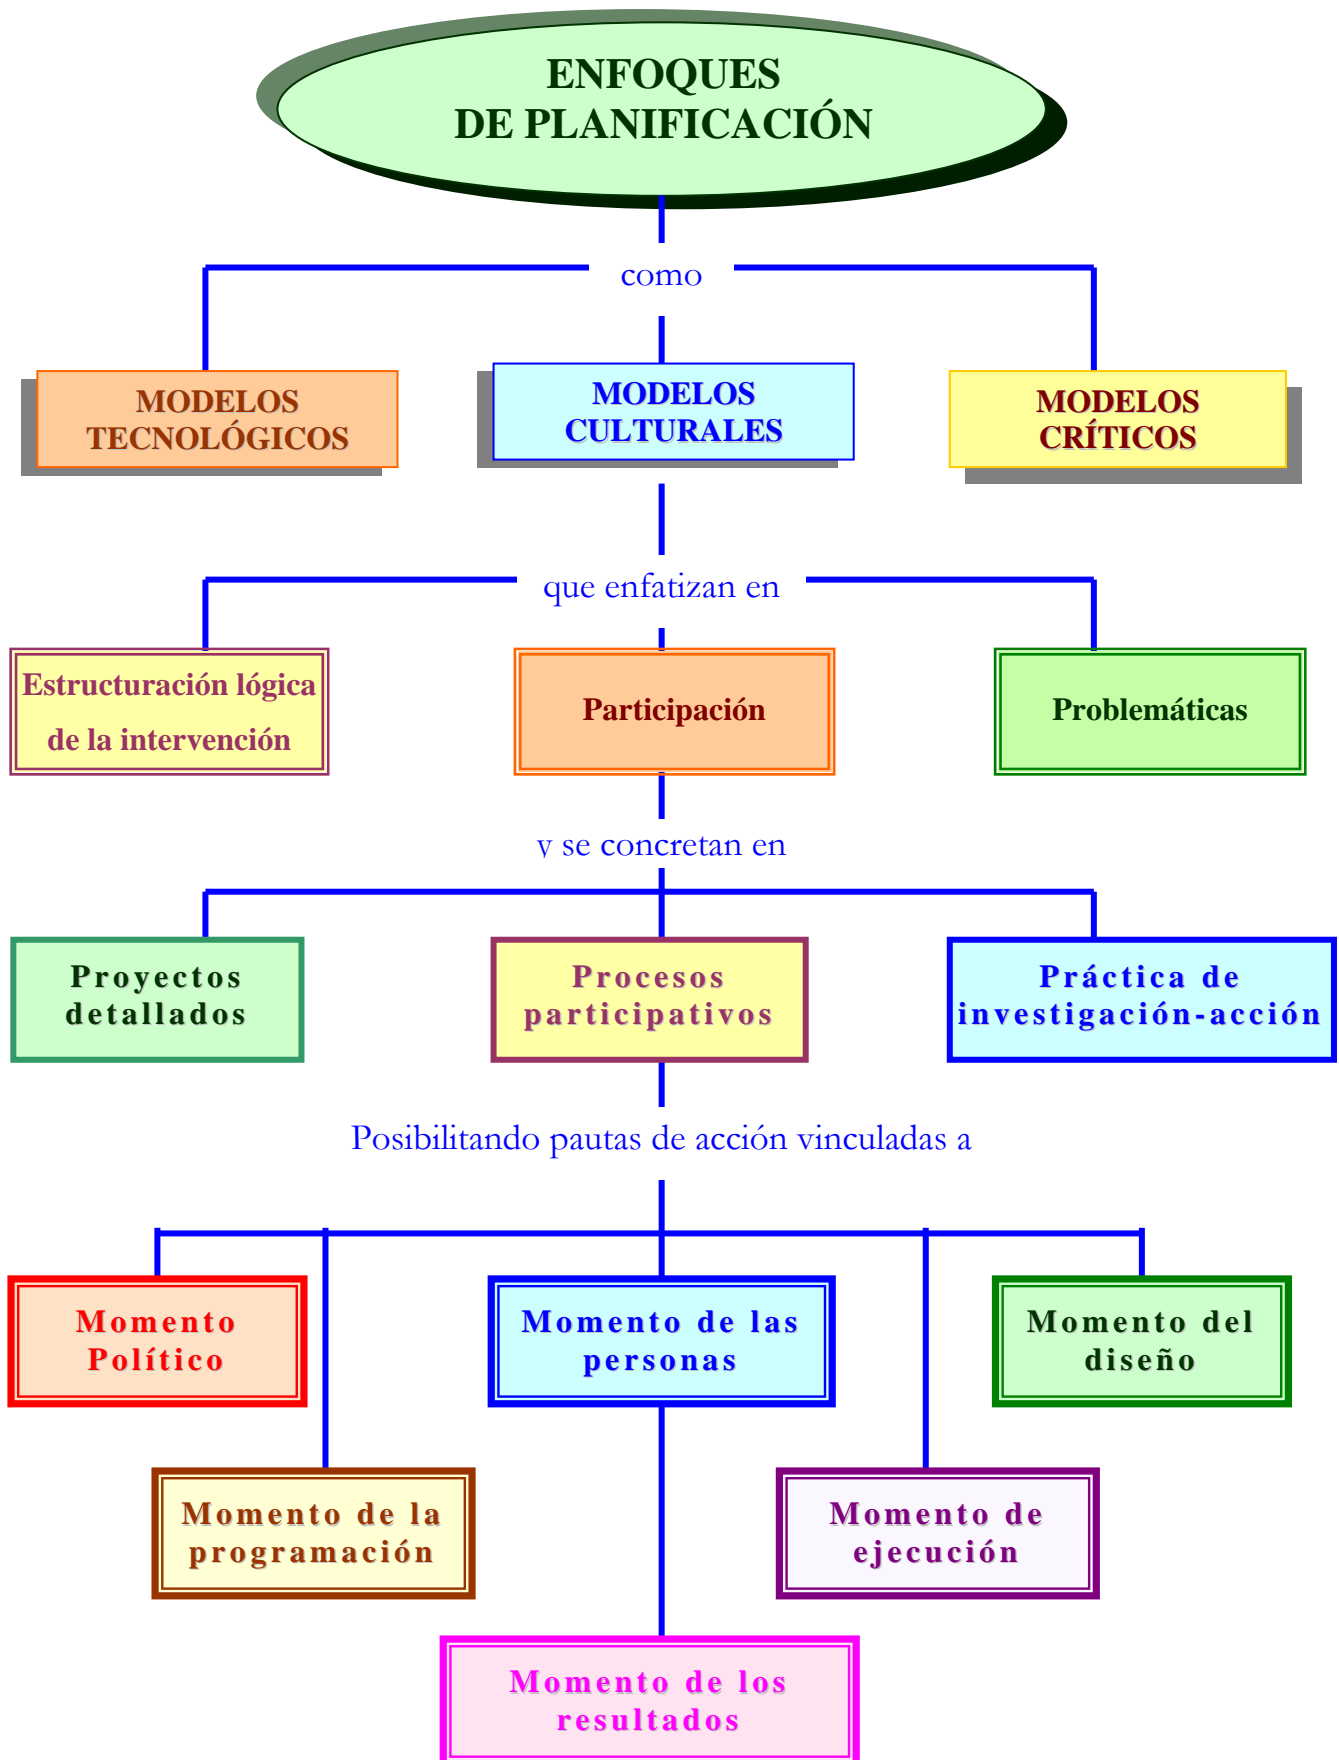 ENFOQUES
DE PLANIFICACIÓN
como
MODELOS
TECNOLÓGICOS
MODELOS
CULTURALES
MODELOS
CRÍTICOS
que enfatizan en
Estructuración lógica
de la intervención
Participación
Problemáticas
y se concretan en
Proyectos
detallados
Procesos
participativos
Práctica de
investigación-acción
Posibilitando pautas de acción vinculadas a
Momento
Político
Momento de las
personas
Momento del
diseño
Momento de la
programación
Momento de
ejecución
Momento de los
resultados